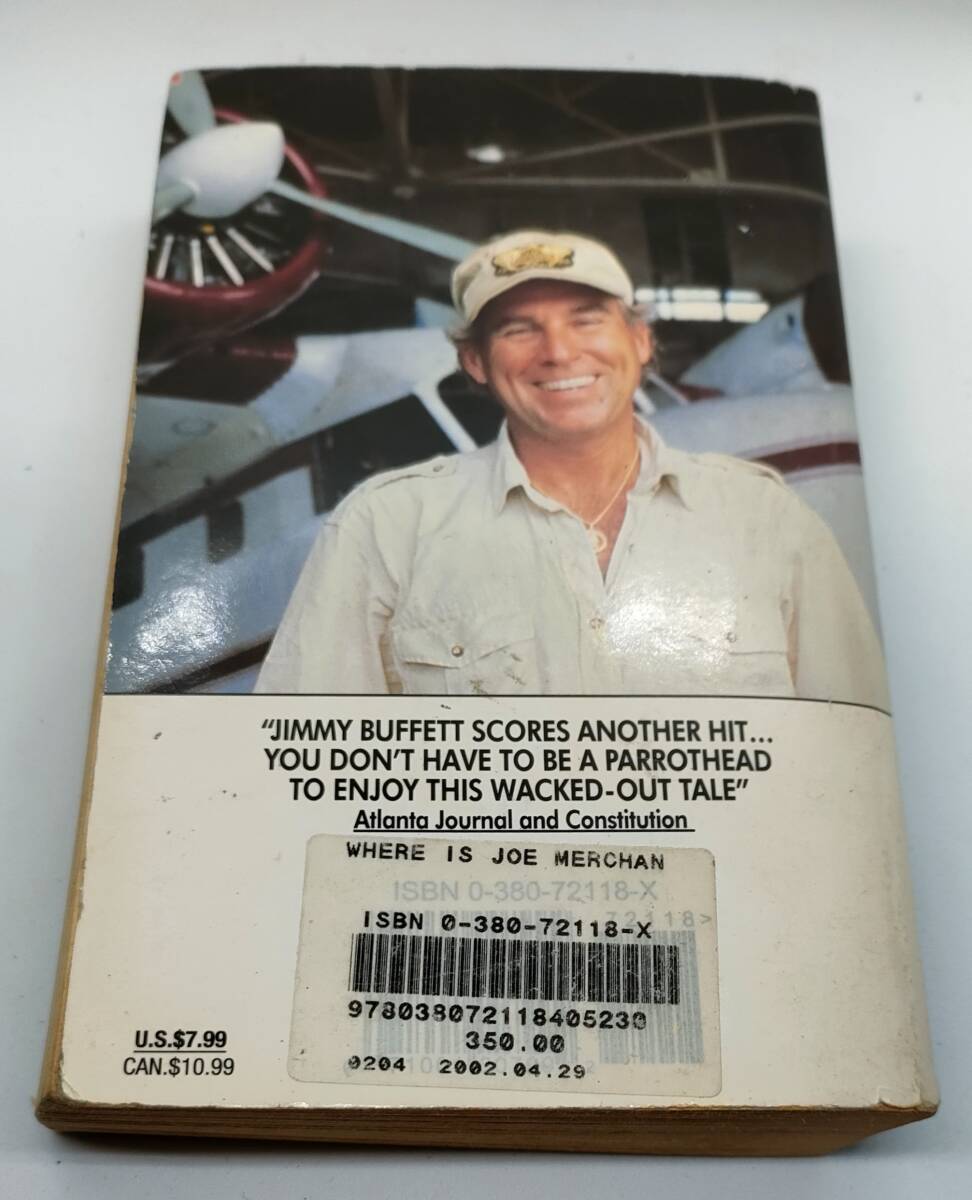 “JIMMY BUFFETT SCORES ANOTHER HIT...
YOU DON’T HAVE TO BE A PARROTHEAD
TO ENJOY THIS WACKED-OUT TALE”
Atlanta Journal and Constitution
WHERE IS JOE MERCHAN
ISBN 0-380-72118-X
72118>
ISBN 0-380-72118-X
978038072118405230
350.00
0204 2002.04.29
U.S.$7.99
CAN.$10.99